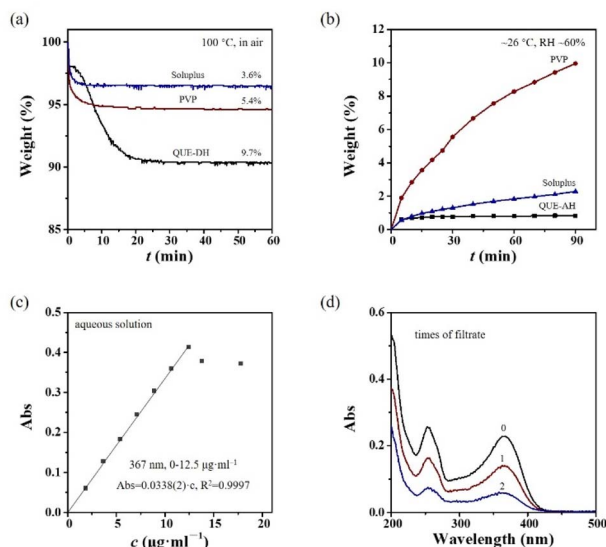 (a)
100 °C, in air
Soluplus 3.6%
PVP 5.4%
QUE-DH 9.7%
100
95
90
85
0 10 20 30 40 50 60
Weight (%)
t (min)
(b)
~26 °C, RH ~60%
PVP
Soluplus
QUE-AH
12
10
8
6
4
2
0
0 30 60 90
Weight (%)
t (min)
(c)
aqueous solution
367 nm, 0-12.5 μg·ml⁻¹
Abs=0.0338(2)·c, R²=0.9997
0.5
0.4
0.3
0.2
0.1
0.0
0 5 10 15 20
Abs
c (μg·ml⁻¹)
(d)
times of filtrate
0
1
2
0.6
0.4
0.2
0.0
200 300 400 500
Abs
Wavelength (nm)